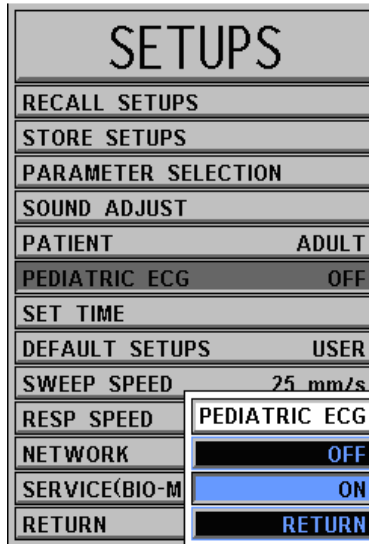 SETUPS
RECALL SETUPS
STORE SETUPS
PARAMETER SELECTION
SOUND ADJUST
PATIENT ADULT
PEDIATRIC ECG OFF
SET TIME
DEFAULT SETUPS USER
SWEEP SPEED 25 mm/s
RESP SPEED
NETWORK
SERVICE(BIO-M
RETURN
PEDIATRIC ECG
OFF
ON
RETURN